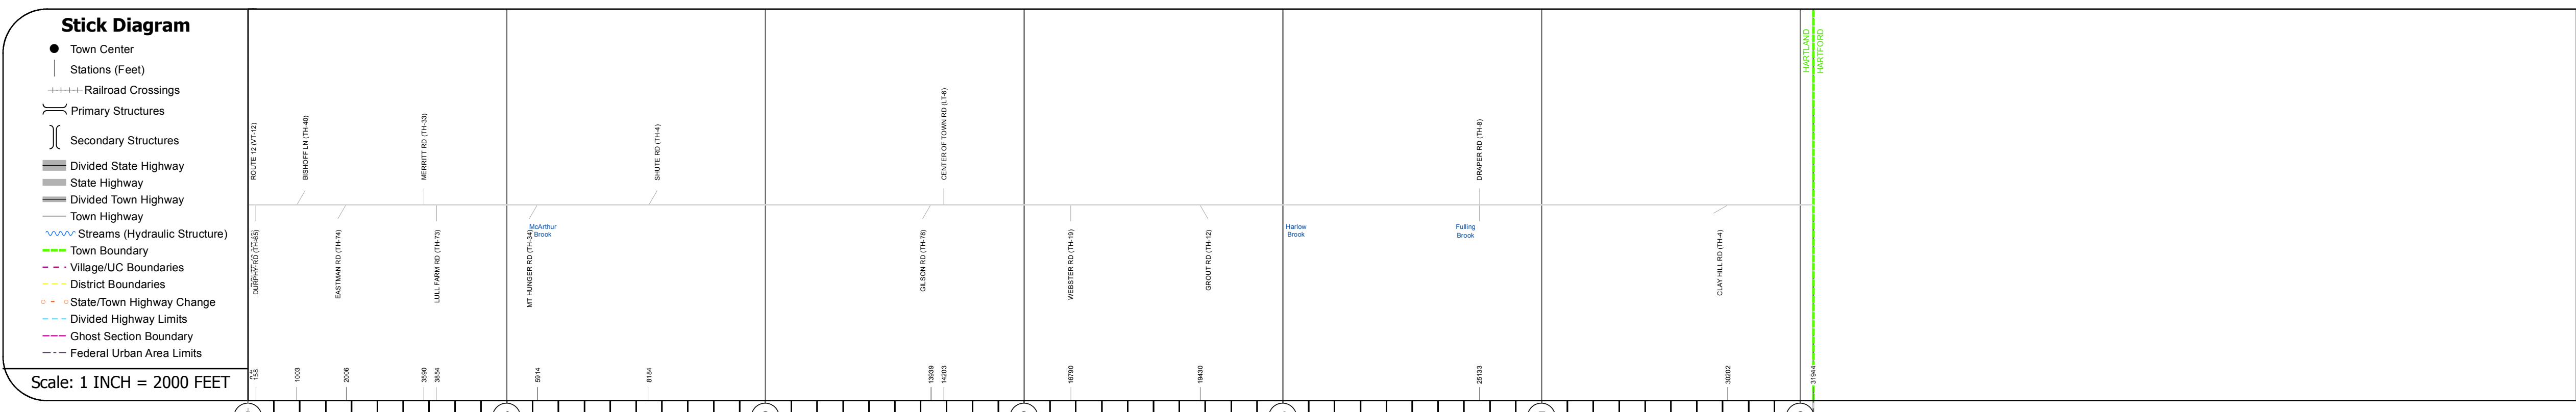 Stick Diagram
Town Center
Stations (Feet)
Railroad Crossings
Primary Structures
Secondary Structures
Divided State Highway
State Highway
Divided Town Highway
Town Highway
Streams (Hydraulic Structure)
Town Boundary
Village/UC Boundaries
District Boundaries
State/Town Highway Change
Divided Highway Limits
Ghost Section Boundary
Federal Urban Area Limits
Scale: 1 INCH = 2000 FEET
HARTLAND
HARTFORD
ROUTE 12 (VT-12)
BISHOFF LN (TH-40)
MERRITT RD (TH-33)
SHUTE RD (TH-4)
CENTER OF TOWN RD (LT-6)
DRAPER RD (TH-8)
McArthur
Brook
Harlow
Brook
Fulling
Brook
DURPHY RD (TH-65)
EASTMAN RD (TH-74)
LULL FARM RD (TH-73)
MT HUNGER RD (TH-34)
GILSON RD (TH-78)
WEBSTER RD (TH-19)
GROUT RD (TH-12)
CLAY HILL RD (TH-4)
158
1003
2006
3590
3854
5914
8184
13939
14203
16790
19430
25133
30202
31944